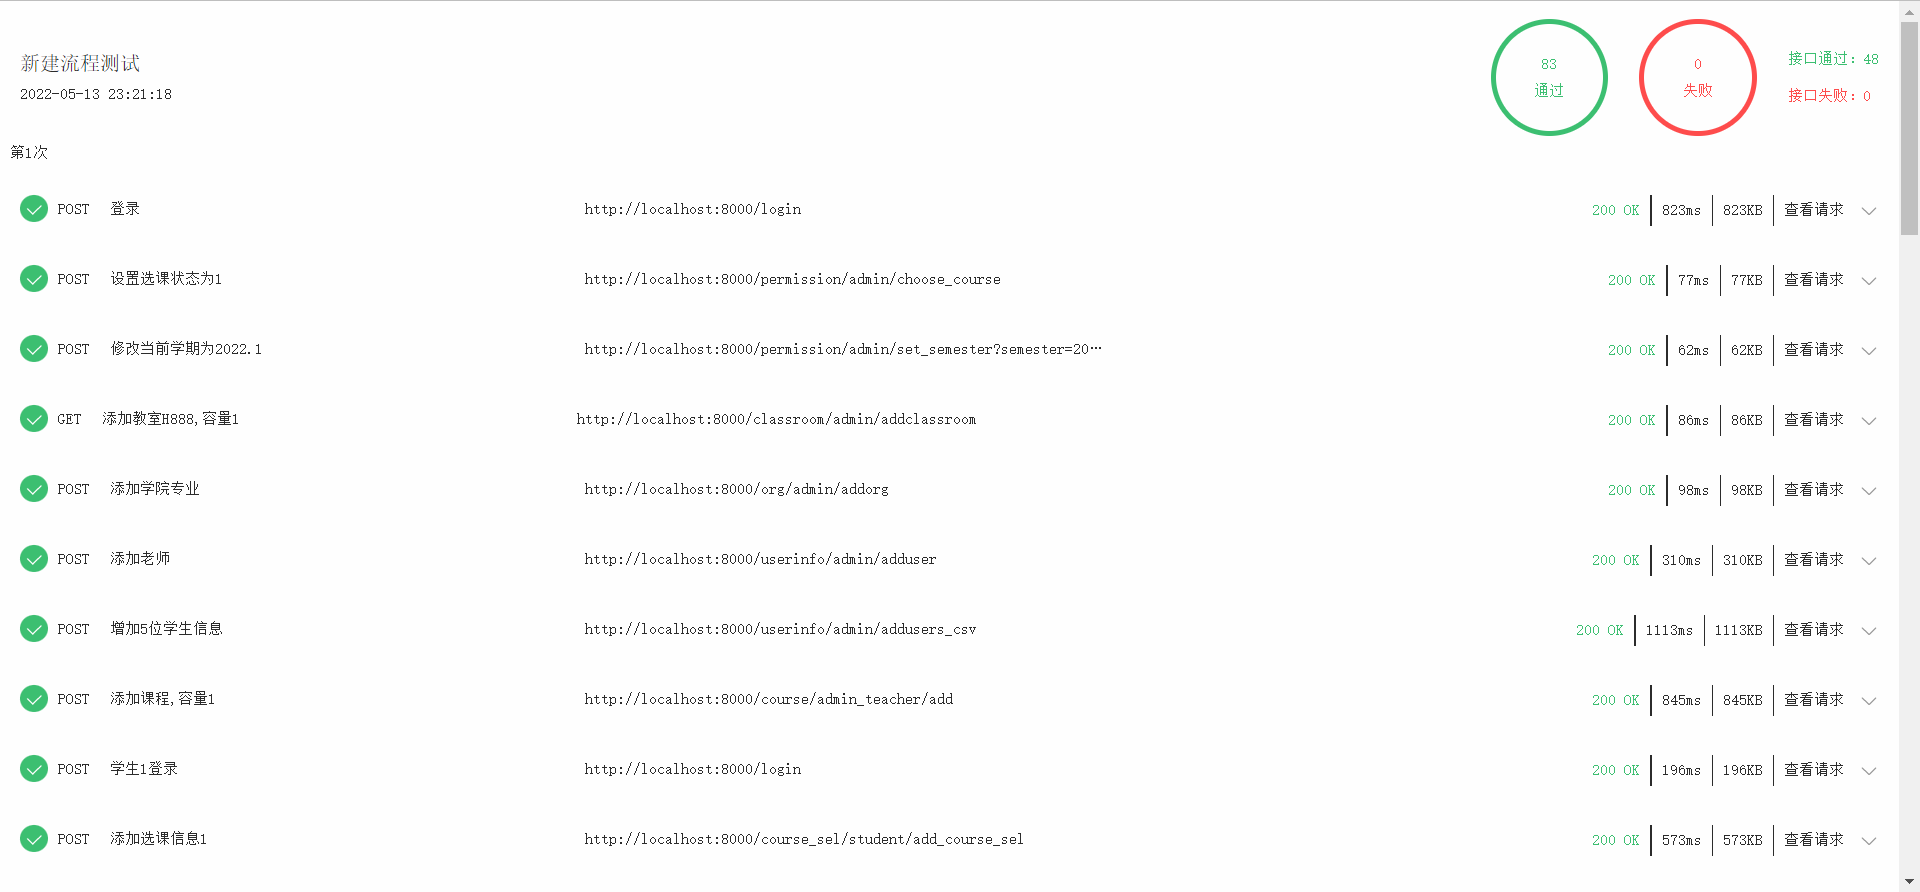 新建流程测试
2022-05-13 23:21:18
83
通过
0
失败
接口通过: 48
接口失败: 0
第1次
POST 登录 http://localhost:8000/login 200 OK 823ms 823KB 查看请求
POST 设置选课状态为1 http://localhost:8000/permission/admin/choose_course 200 OK 77ms 77KB 查看请求
POST 修改当前学期为2022.1 http://localhost:8000/permission/admin/set_semester?semester=20… 200 OK 62ms 62KB 查看请求
GET 添加教室H888,容量1 http://localhost:8000/classroom/admin/addclassroom 200 OK 86ms 86KB 查看请求
POST 添加学院专业 http://localhost:8000/org/admin/addorg 200 OK 98ms 98KB 查看请求
POST 添加老师 http://localhost:8000/userinfo/admin/adduser 200 OK 310ms 310KB 查看请求
POST 增加5位学生信息 http://localhost:8000/userinfo/admin/addusers_csv 200 OK 1113ms 1113KB 查看请求
POST 添加课程,容量1 http://localhost:8000/course/admin_teacher/add 200 OK 845ms 845KB 查看请求
POST 学生1登录 http://localhost:8000/login 200 OK 196ms 196KB 查看请求
POST 添加选课信息1 http://localhost:8000/course_sel/student/add_course_sel 200 OK 573ms 573KB 查看请求